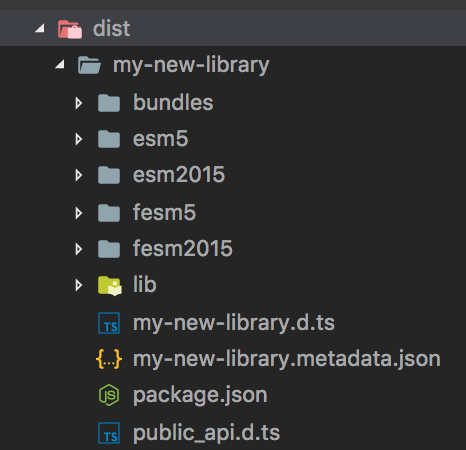 dist
my-new-library
bundles
esm5
esm2015
fesm5
fesm2015
lib
TS my-new-library.d.ts
{..} my-new-library.metadata.json
package.json
TS public_api.d.ts